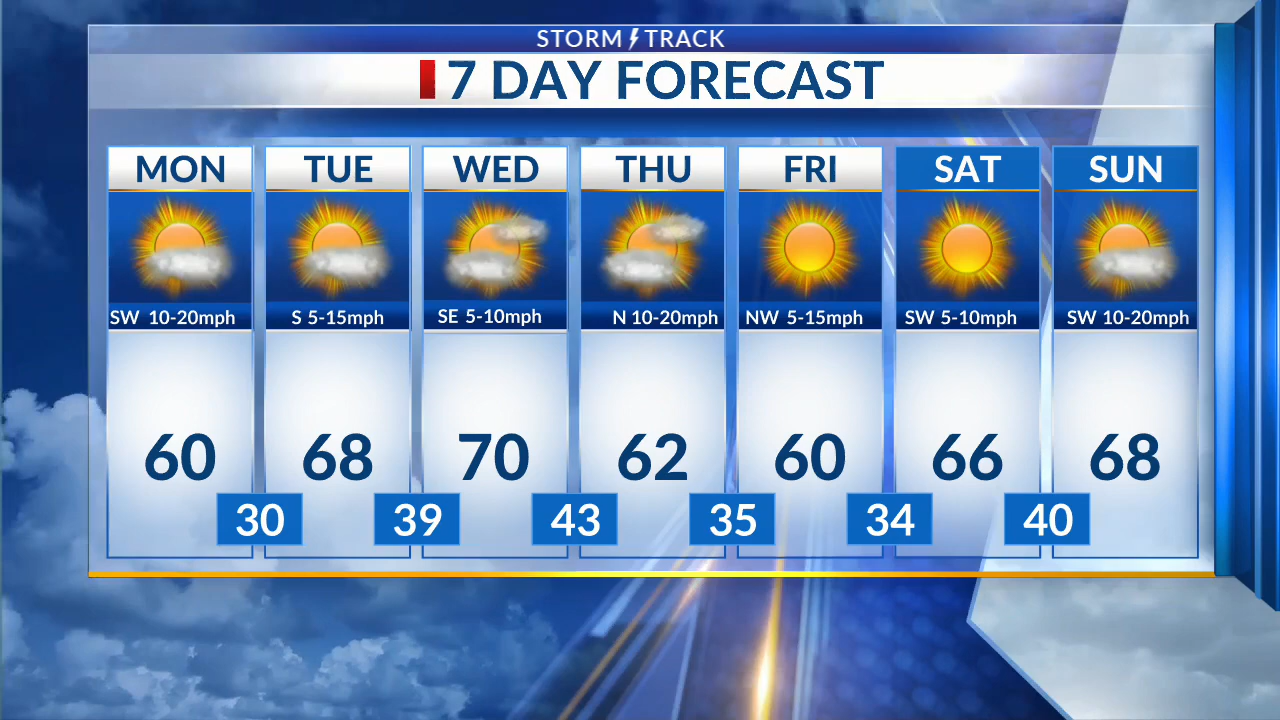 STORM TRACK
7 DAY FORECAST
MON TUE WED THU FRI SAT SUN
SW 10-20mph S 5-15mph SE 5-10mph N 10-20mph NW 5-15mph SW 5-10mph SW 10-20mph
60 68 70 62 60 66 68
30 39 43 35 34 40